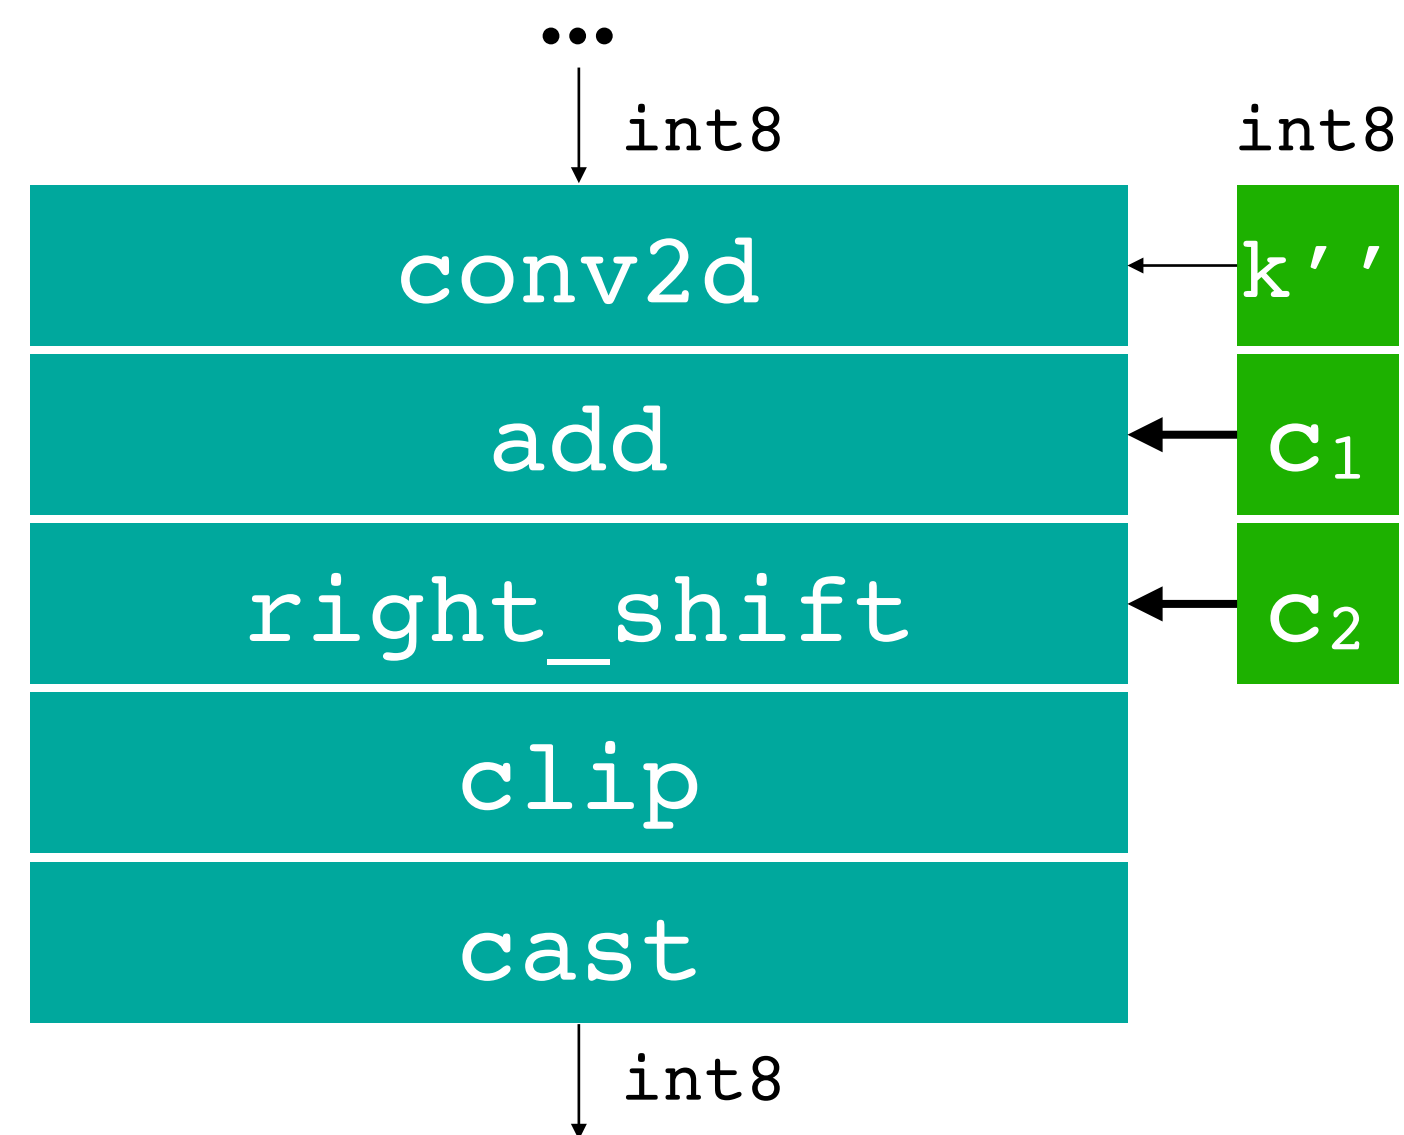 •••
int8 int8
conv2d k''
add c₁
right_shift c₂
clip
cast
int8